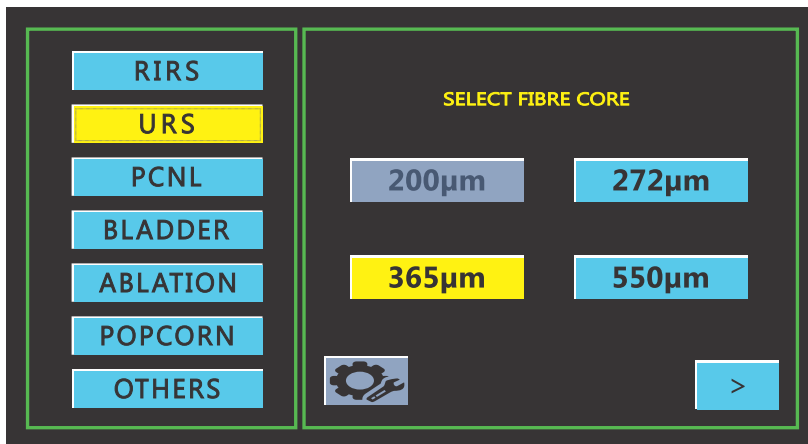 RIRS
URS
PCNL
BLADDER
ABLATION
POPCORN
OTHERS
SELECT FIBRE CORE
200µm
272µm
365µm
550µm
>